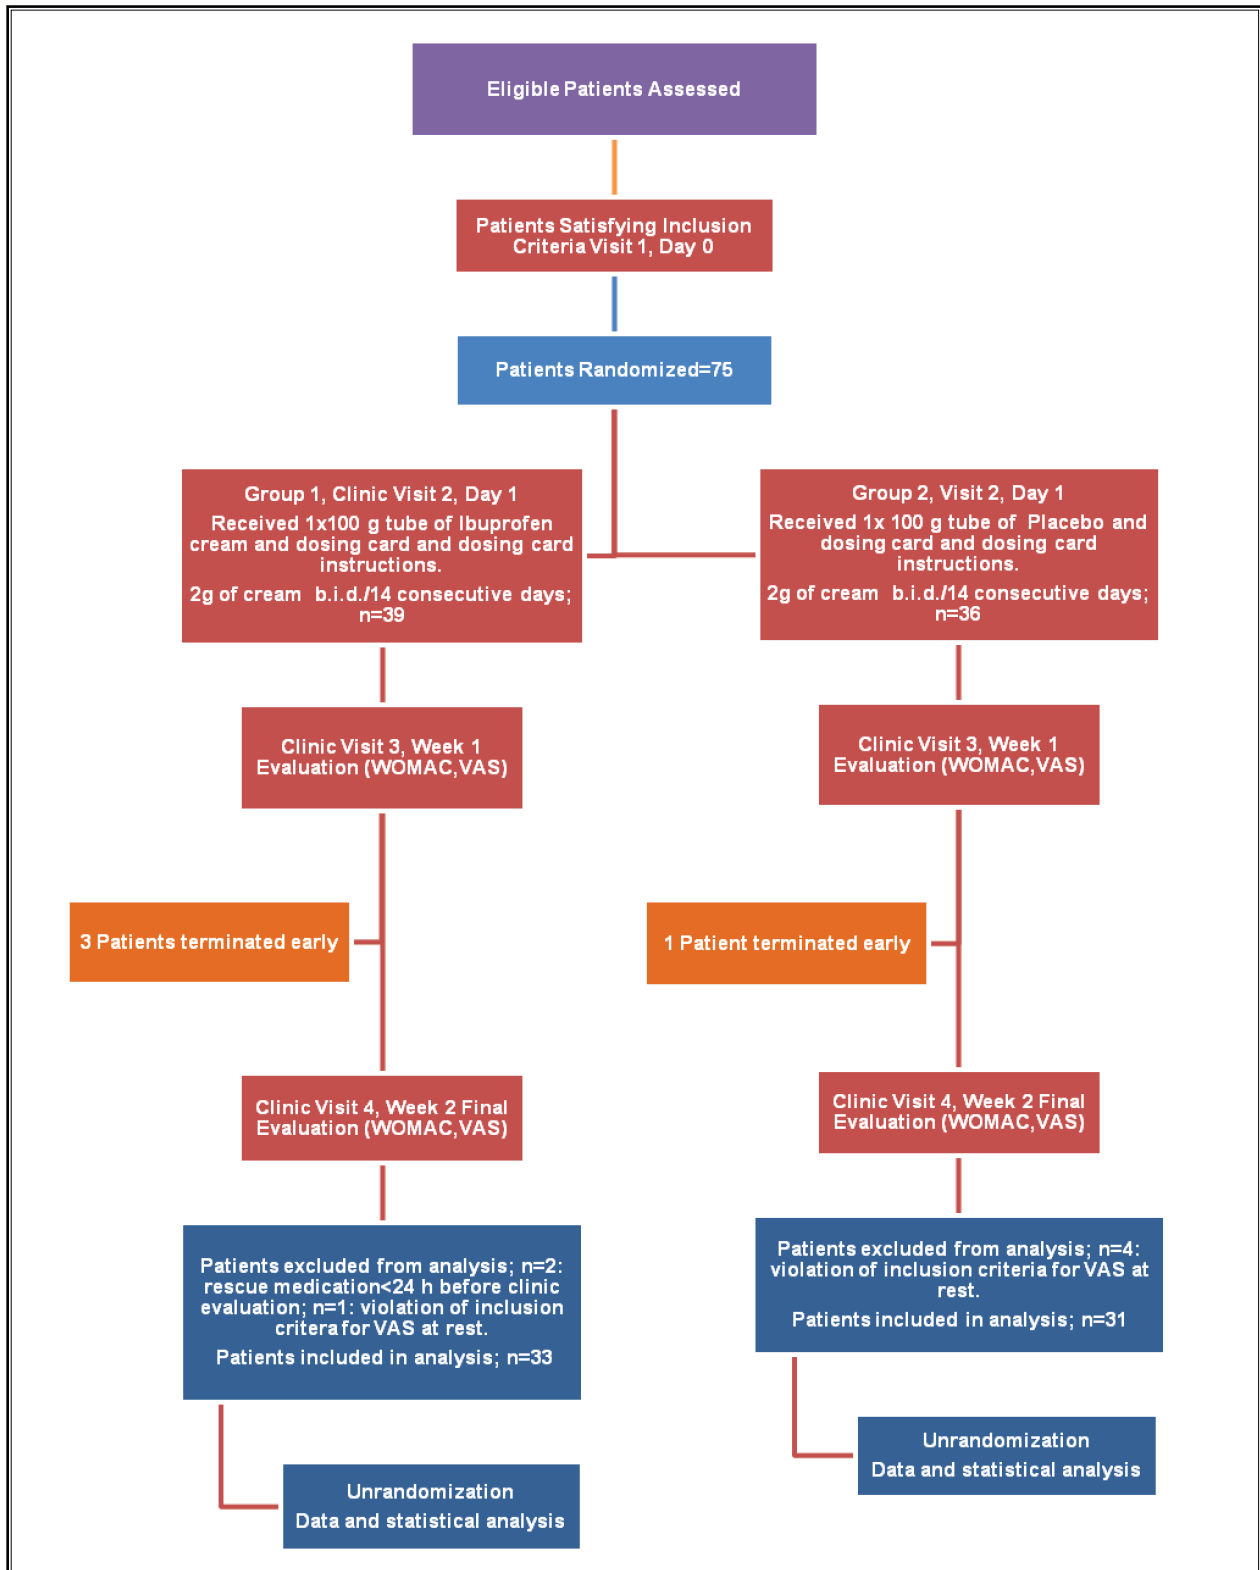 Eligible Patients Assessed
Patients Satisfying Inclusion
Criteria Visit 1, Day 0
Patients Randomized=75
Group 1, Clinic Visit 2, Day 1
Received 1x100 g tube of Ibuprofen
cream and dosing card and dosing card
instructions.
2g of cream b.i.d./14 consecutive days;
n=39
Group 2, Visit 2, Day 1
Received 1x 100 g tube of Placebo and
dosing card and dosing card
instructions.
2g of cream b.i.d./14 consecutive days;
n=36
Clinic Visit 3, Week 1
Evaluation (WOMAC,VAS)
Clinic Visit 3, Week 1
Evaluation (WOMAC,VAS)
3 Patients terminated early
1 Patient terminated early
Clinic Visit 4, Week 2 Final
Evaluation (WOMAC,VAS)
Clinic Visit 4, Week 2 Final
Evaluation (WOMAC,VAS)
Patients excluded from analysis; n=2:
rescue medication<24 h before clinic
evaluation; n=1: violation of inclusion
critera for VAS at rest.
Patients included in analysis; n=33
Patients excluded from analysis; n=4:
violation of inclusion criteria for VAS at
rest.
Patients included in analysis; n=31
Unrandomization
Data and statistical analysis
Unrandomization
Data and statistical analysis